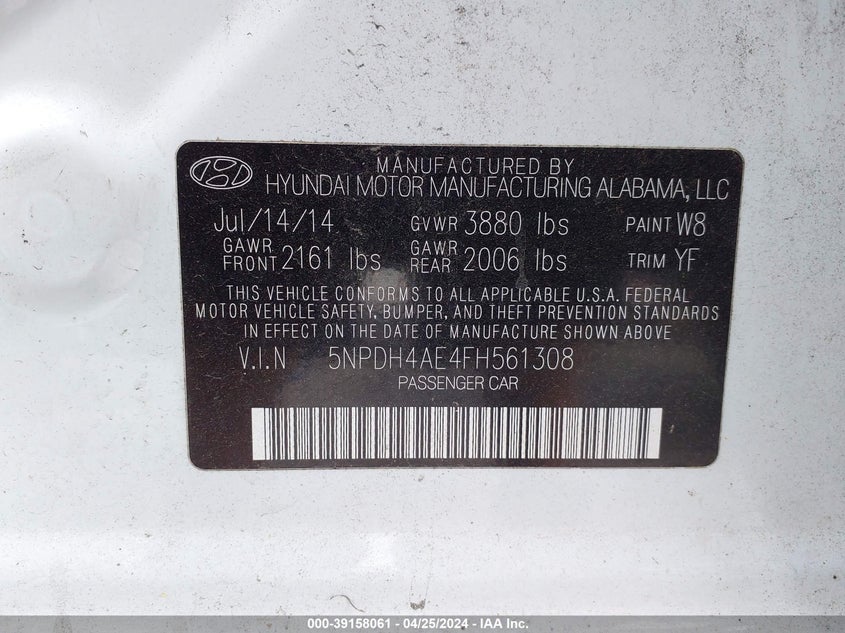 MANUFACTURED BY
HYUNDAI MOTOR MANUFACTURING ALABAMA, LLC
Jul/14/14 GVWR 3880 lbs PAINT W8
GAWR FRONT 2161 lbs GAWR REAR 2006 lbs TRIM YF
THIS VEHICLE CONFORMS TO ALL APPLICABLE U.S.A. FEDERAL
MOTOR VEHICLE SAFETY, BUMPER, AND THEFT PREVENTION STANDARDS
IN EFFECT ON THE DATE OF MANUFACTURE SHOWN ABOVE
V.I.N 5NPDH4AE4FH561308
PASSENGER CAR
000-39158061 - 04/25/2024 - IAA Inc.